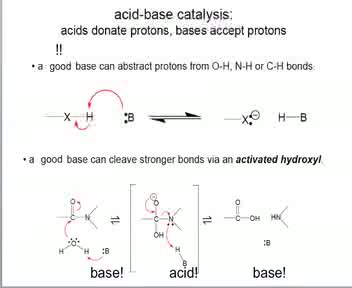 acid-base catalysis:
acids donate protons, bases accept protons
!!
• a good base can abstract protons from O-H, N-H or C-H bonds.
X H :B X: ⊖ H B
• a good base can cleave stronger bonds via an activated hydroxyl.
O C N O ⊖ C N OH O C OH HN
H O H :B H B :B
base! acid! base!